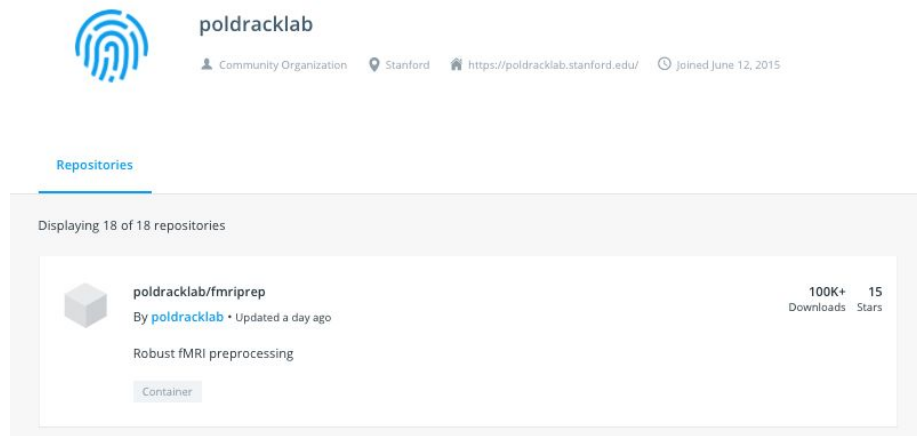 poldracklab
Community Organization Stanford https://poldracklab.stanford.edu/ Joined June 12, 2015
Repositories
Displaying 18 of 18 repositories
poldracklab/fmriprep 100K+ 15
By poldracklab • Updated a day ago Downloads Stars
Robust fMRI preprocessing
Container